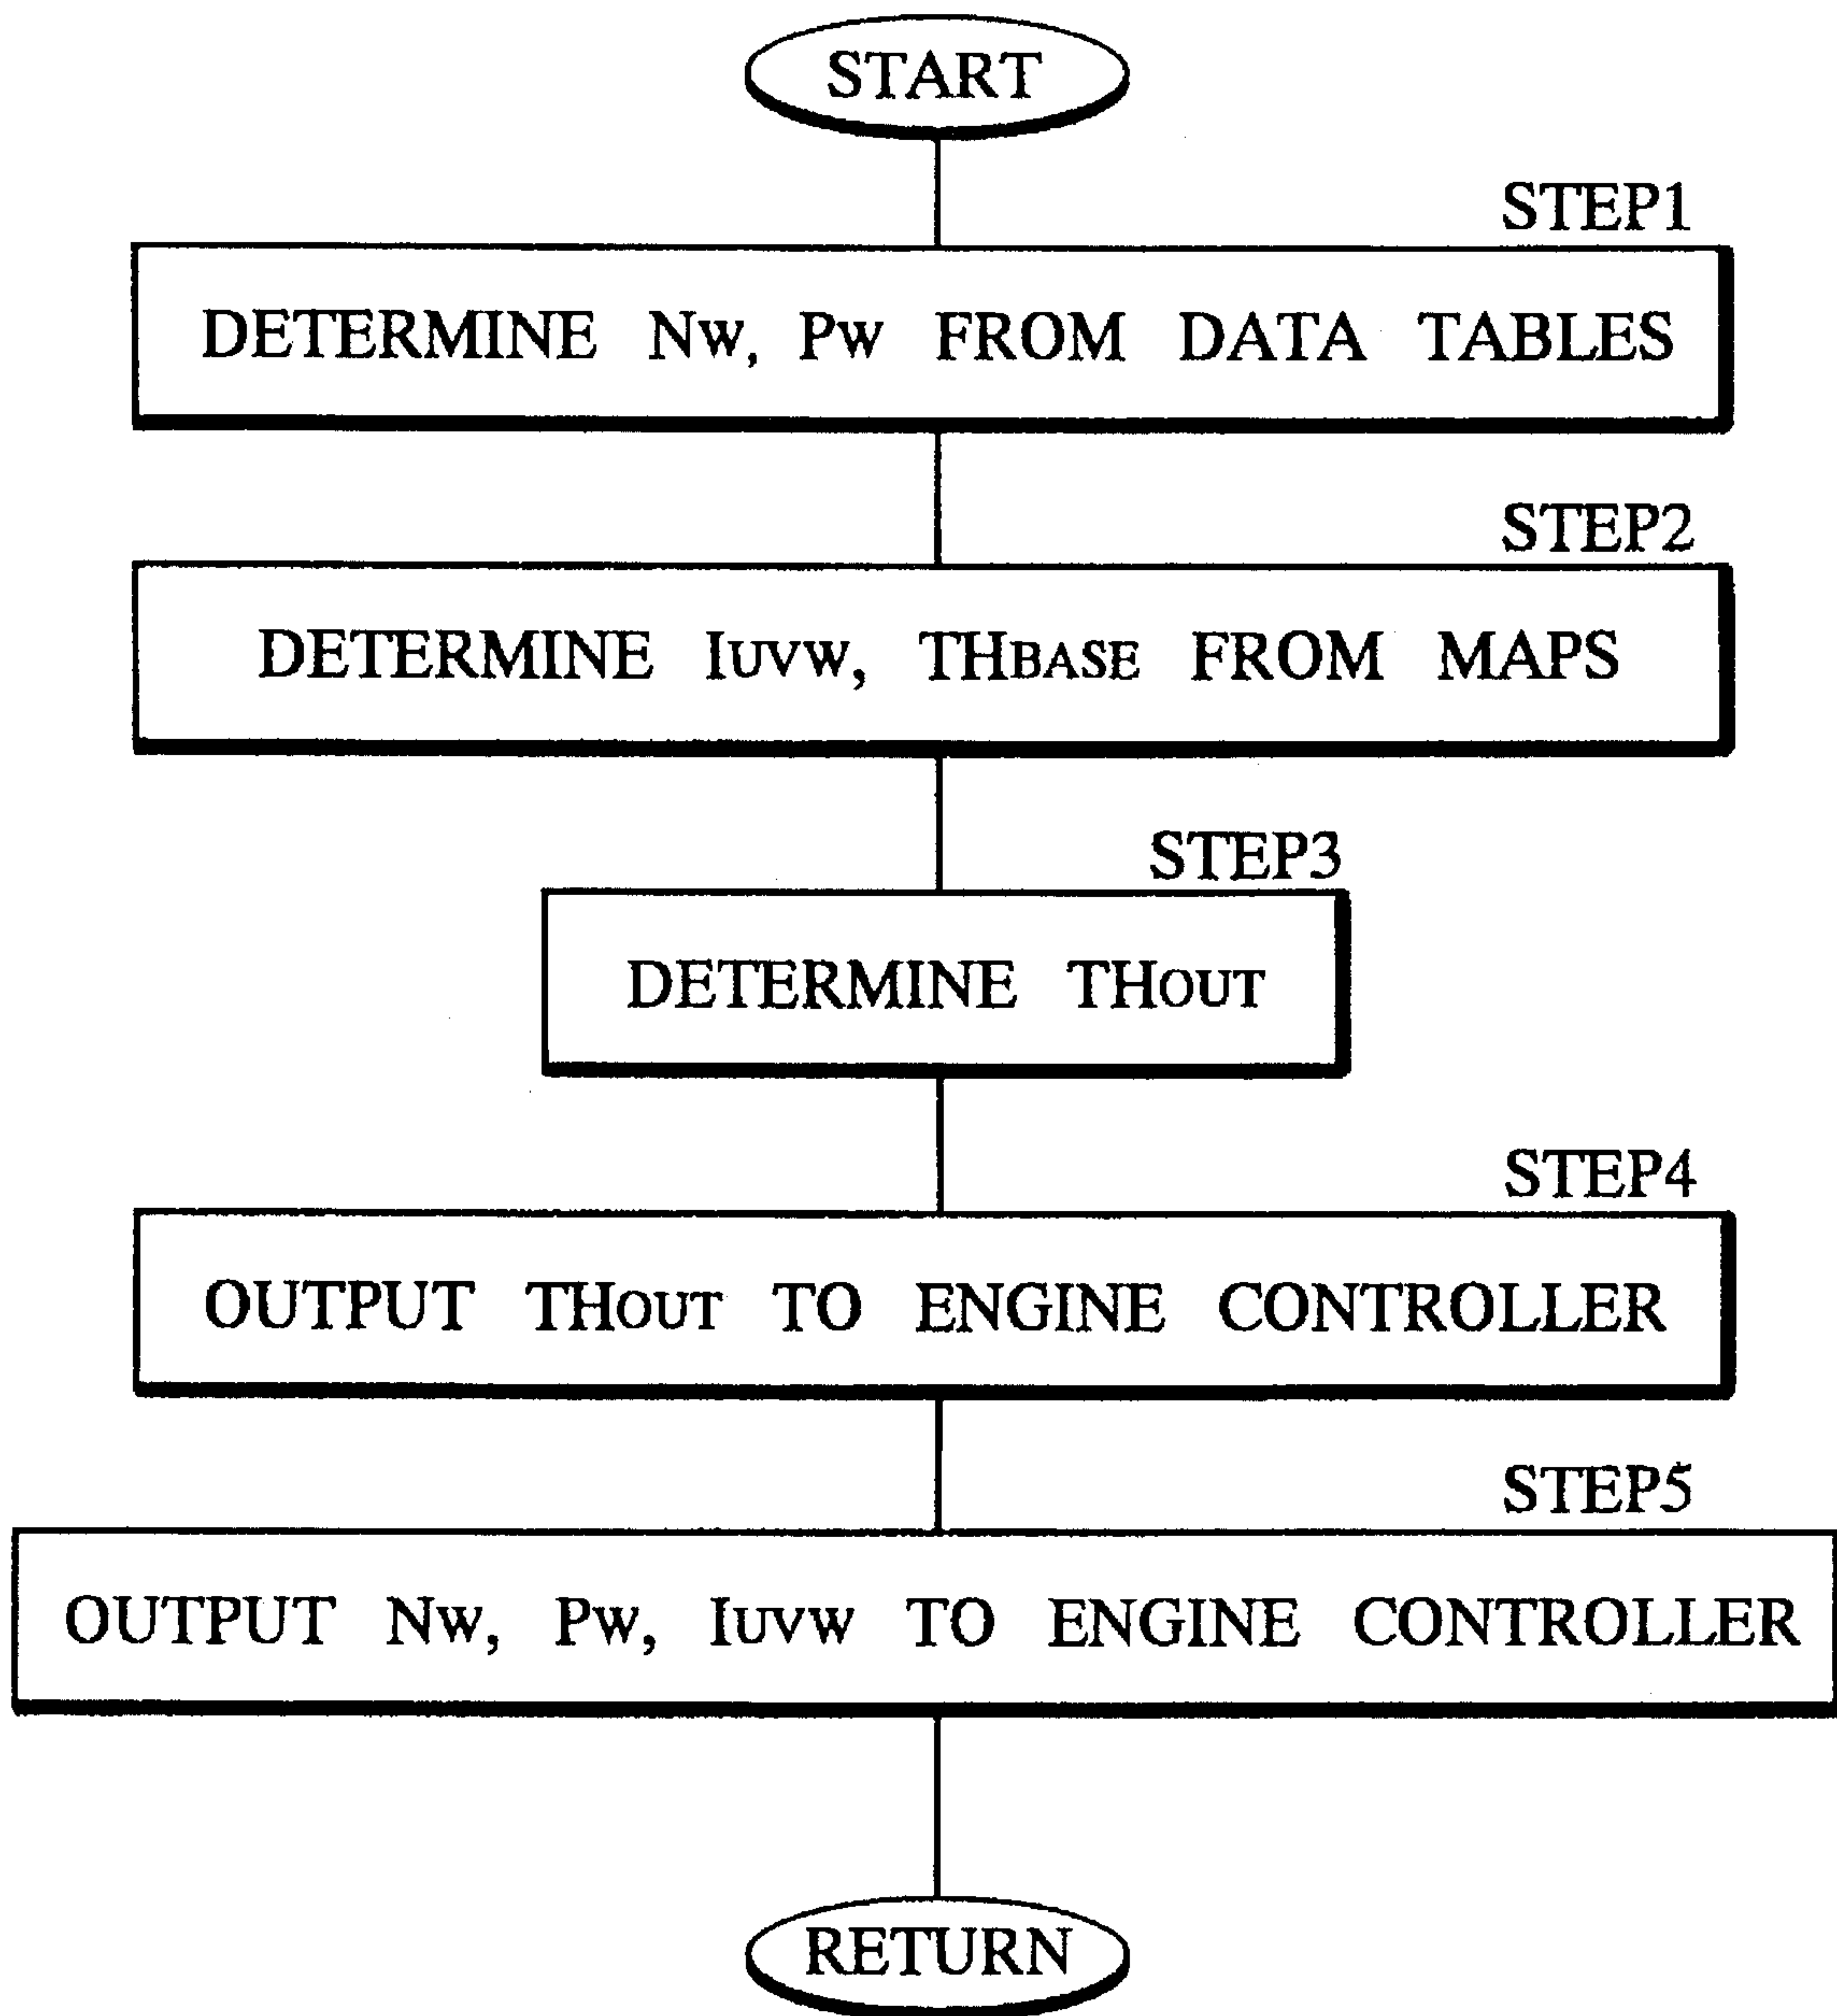 START
STEP1
DETERMINE NW, PW FROM DATA TABLES
STEP2
DETERMINE IUVW, THBASE FROM MAPS
STEP3
DETERMINE THOUT
STEP4
OUTPUT THOUT TO ENGINE CONTROLLER
STEP5
OUTPUT NW, PW, IUVW TO ENGINE CONTROLLER
RETURN